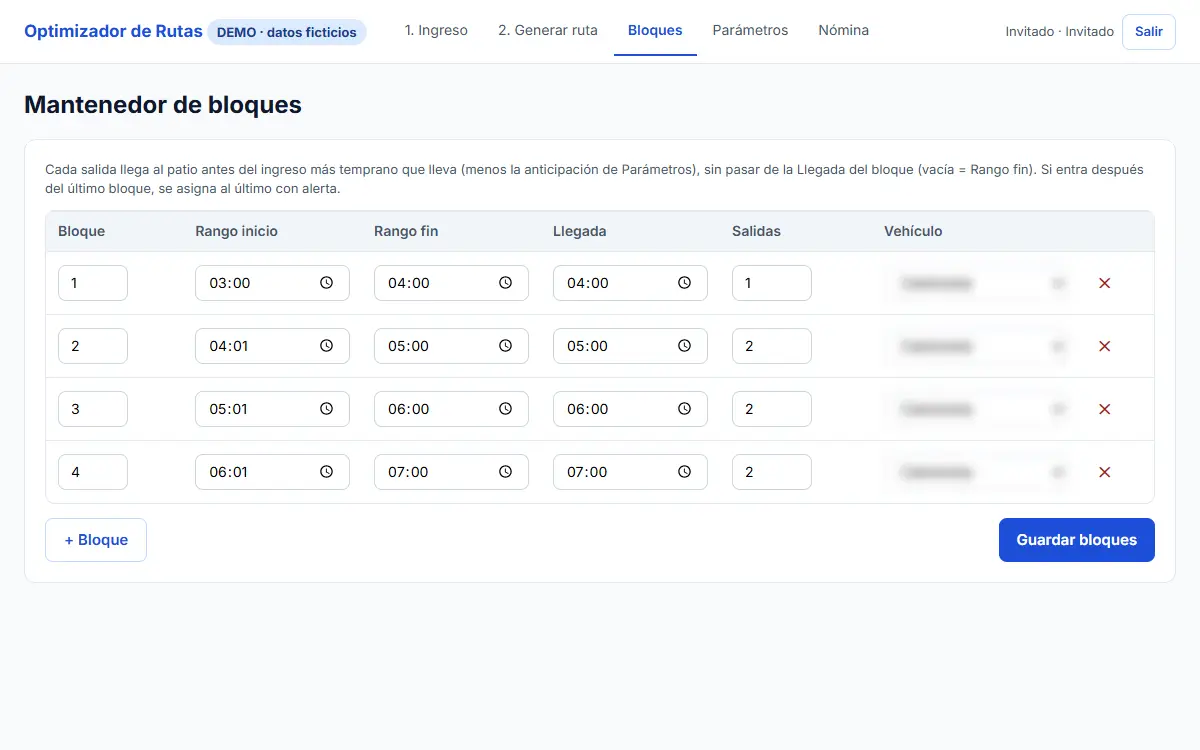 Optimizador de Rutas DEMO · datos ficticios 1. Ingreso 2. Generar ruta Bloques Parámetros Nómina Invitado · Invitado Salir
Mantenedor de bloques
Cada salida llega al patio antes del ingreso más temprano que lleva (menos la anticipación de Parámetros), sin pasar de la Llegada del bloque (vacía = Rango fin). Si entra después
del último bloque, se asigna al último con alerta.
Bloque Rango inicio Rango fin Llegada Salidas Vehículo
1 03:00 04:00 04:00 1
2 04:01 05:00 05:00 2
3 05:01 06:00 06:00 2
4 06:01 07:00 07:00 2
+ Bloque Guardar bloques